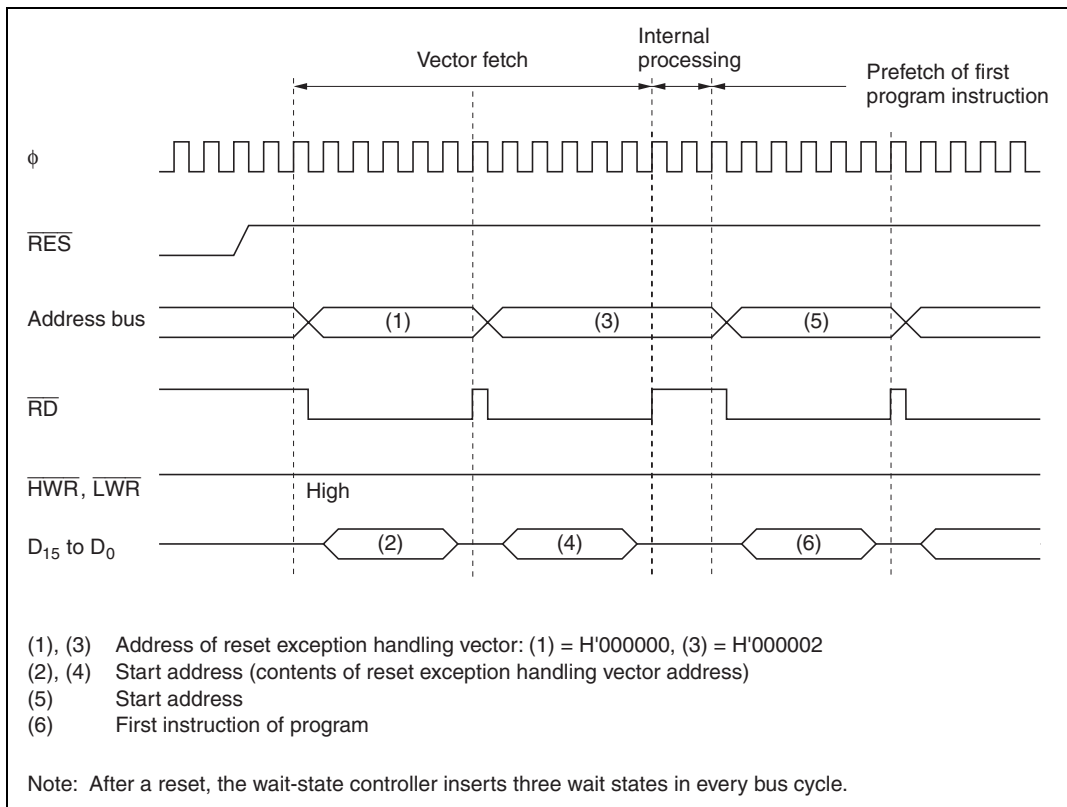 Vector fetch
Internal
processing
Prefetch of first
program instruction
ϕ
RES
Address bus
(1)
(3)
(5)
RD
HWR, LWR
High
D15 to D0
(2)
(4)
(6)
(1), (3) Address of reset exception handling vector: (1) = H'000000, (3) = H'000002
(2), (4) Start address (contents of reset exception handling vector address)
(5) Start address
(6) First instruction of program
Note: After a reset, the wait-state controller inserts three wait states in every bus cycle.